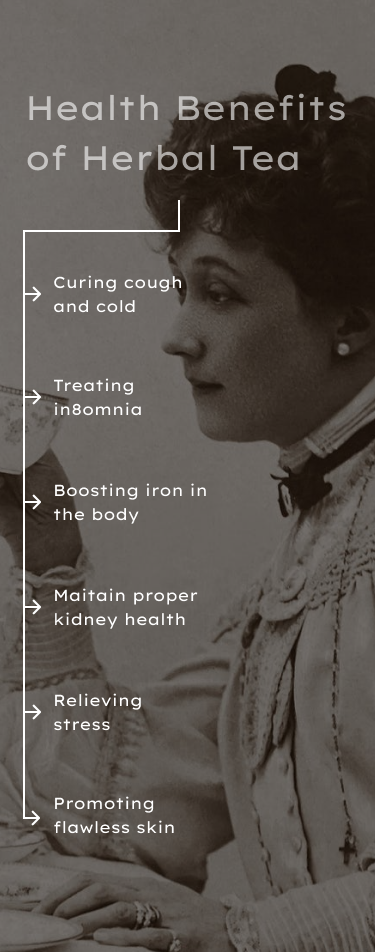 Health Benefits
of Herbal Tea
Curing cough
and cold
Treating
in8omnia
Boosting iron in
the body
Maitain proper
kidney health
Relieving
stress
Promoting
flawless skin